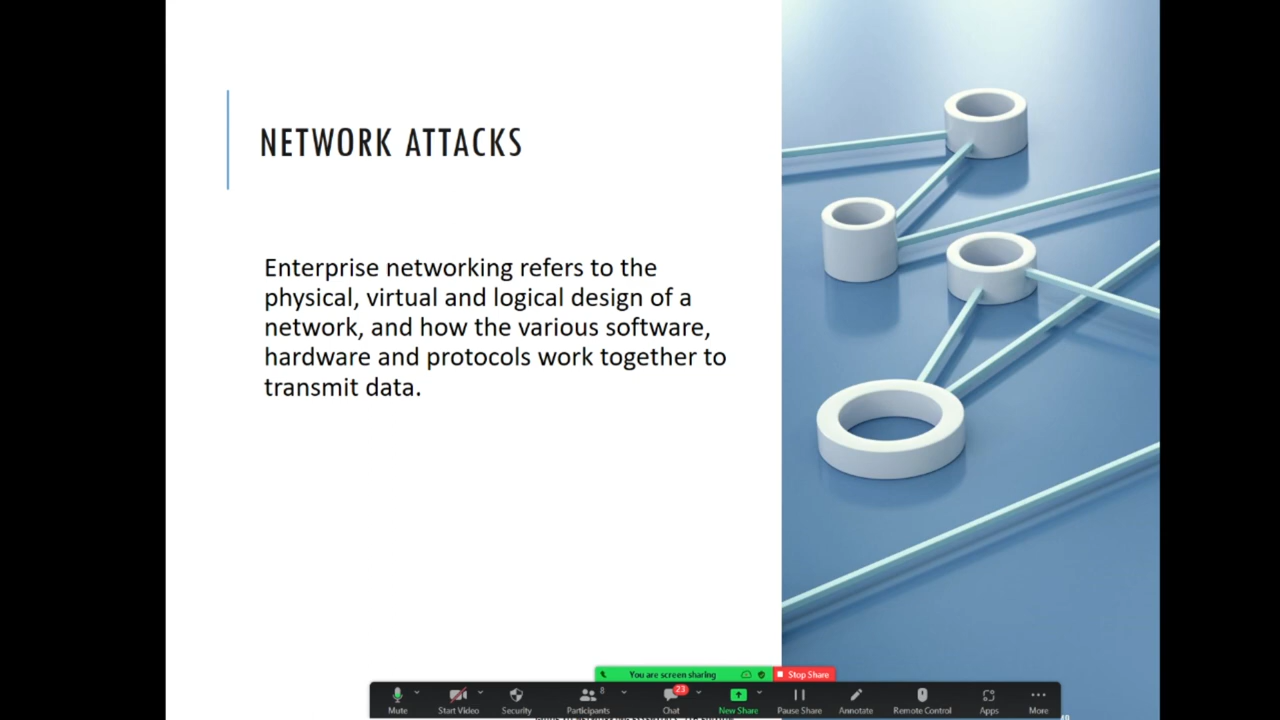 NETWORK ATTACKS
Enterprise networking refers to the
physical, virtual and logical design of a
network, and how the various software,
hardware and protocols work together to
transmit data.
You are screen sharing
Stop Share
8
23
Mute
Start Video
Security
Participants
Chat
New Share
Pause Share
Annotate
Remote Control
Apps
More